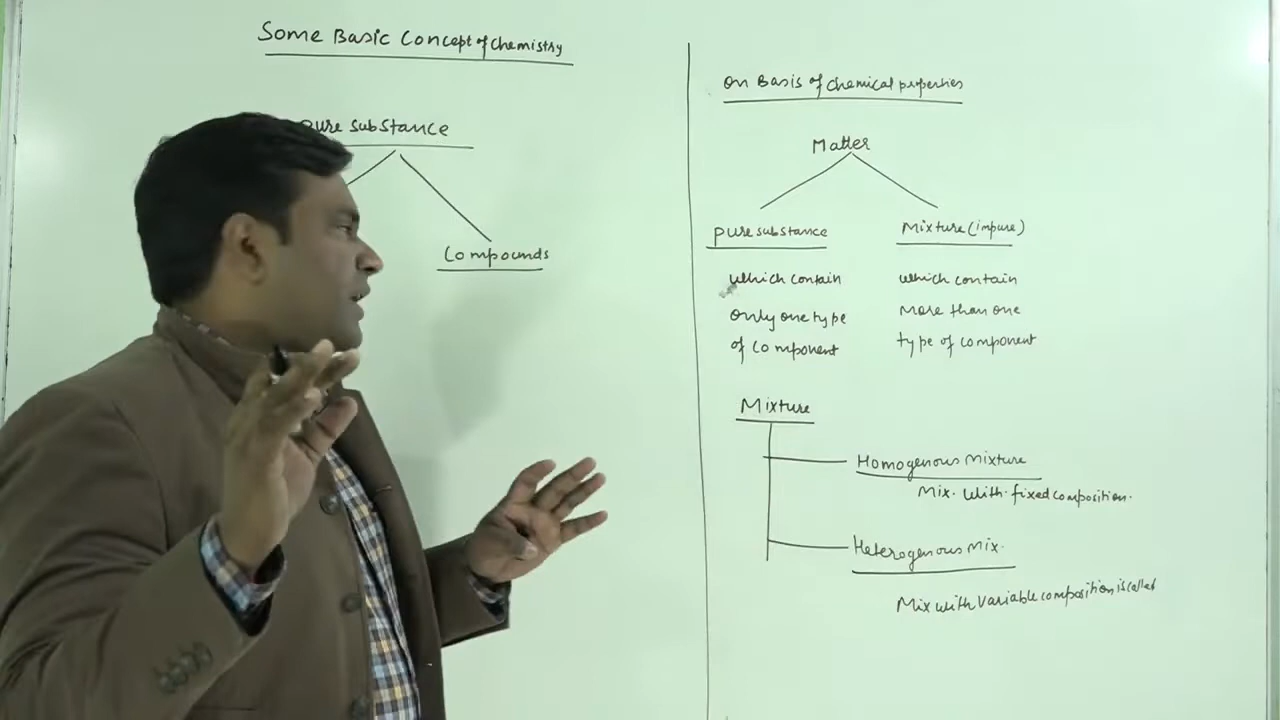 Some Basic Concept of Chemistry
pure substance
Compounds
on Basis of chemical properties
Matter
pure substance
Mixture (impure)
which contain
only one type
of component
which contain
More than one
type of component
Mixture
Homogenous mixture
Mix. with fixed composition.
Heterogenous mix.
Mix with variable composition is called